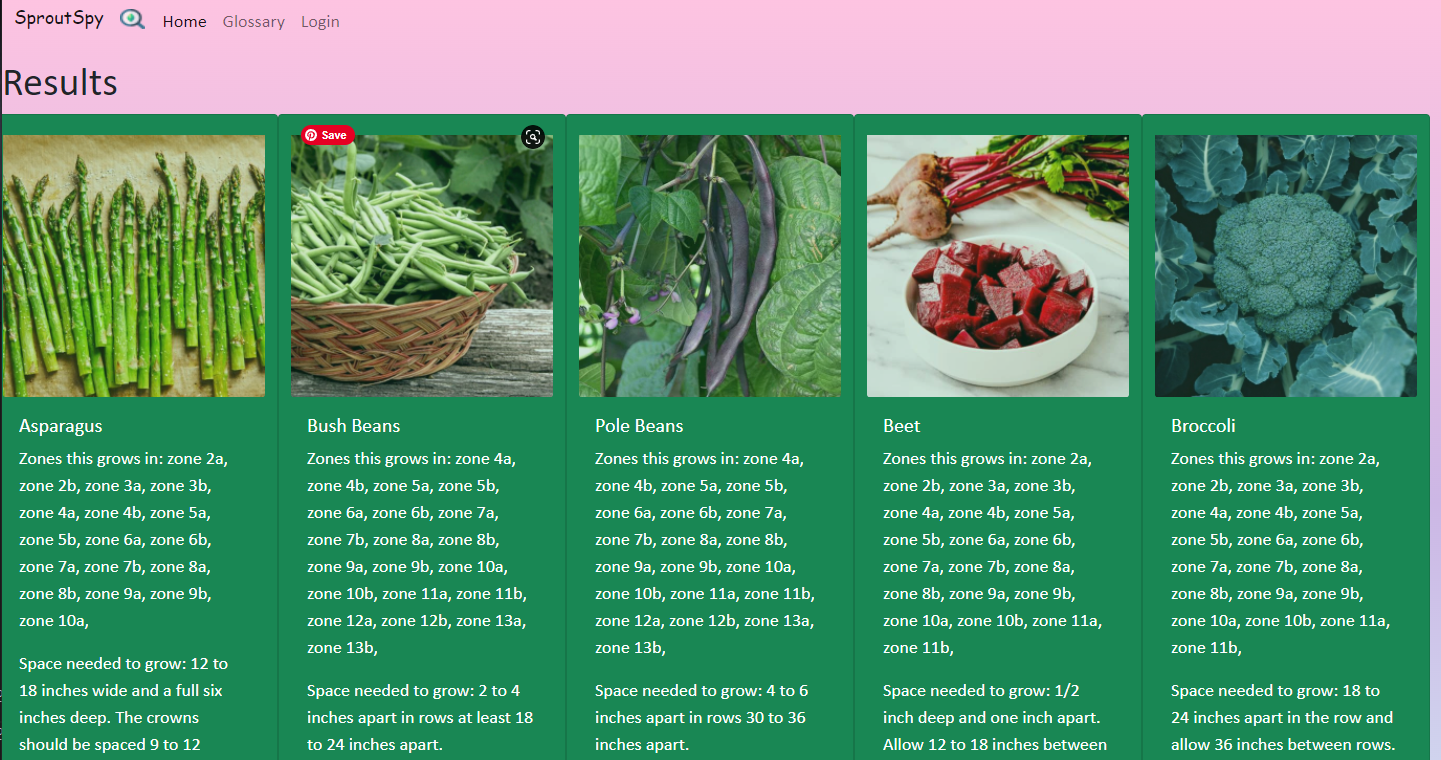 SproutSpy Home Glossary Login
Results
Save
Asparagus
Zones this grows in: zone 2a,
zone 2b, zone 3a, zone 3b,
zone 4a, zone 4b, zone 5a,
zone 5b, zone 6a, zone 6b,
zone 7a, zone 7b, zone 8a,
zone 8b, zone 9a, zone 9b,
zone 10a,
Space needed to grow: 12 to
18 inches wide and a full six
inches deep. The crowns
should be spaced 9 to 12
Bush Beans
Zones this grows in: zone 4a,
zone 4b, zone 5a, zone 5b,
zone 6a, zone 6b, zone 7a,
zone 7b, zone 8a, zone 8b,
zone 9a, zone 9b, zone 10a,
zone 10b, zone 11a, zone 11b,
zone 12a, zone 12b, zone 13a,
zone 13b,
Space needed to grow: 2 to 4
inches apart in rows at least 18
to 24 inches apart.
Pole Beans
Zones this grows in: zone 4a,
zone 4b, zone 5a, zone 5b,
zone 6a, zone 6b, zone 7a,
zone 7b, zone 8a, zone 8b,
zone 9a, zone 9b, zone 10a,
zone 10b, zone 11a, zone 11b,
zone 12a, zone 12b, zone 13a,
zone 13b,
Space needed to grow: 4 to 6
inches apart in rows 30 to 36
inches apart.
Beet
Zones this grows in: zone 2a,
zone 2b, zone 3a, zone 3b,
zone 4a, zone 4b, zone 5a,
zone 5b, zone 6a, zone 6b,
zone 7a, zone 7b, zone 8a,
zone 8b, zone 9a, zone 9b,
zone 10a, zone 10b, zone 11a,
zone 11b,
Space needed to grow: 1/2
inch deep and one inch apart.
Allow 12 to 18 inches between
Broccoli
Zones this grows in: zone 2a,
zone 2b, zone 3a, zone 3b,
zone 4a, zone 4b, zone 5a,
zone 5b, zone 6a, zone 6b,
zone 7a, zone 7b, zone 8a,
zone 8b, zone 9a, zone 9b,
zone 10a, zone 10b, zone 11a,
zone 11b,
Space needed to grow: 18 to
24 inches apart in the row and
allow 36 inches between rows.